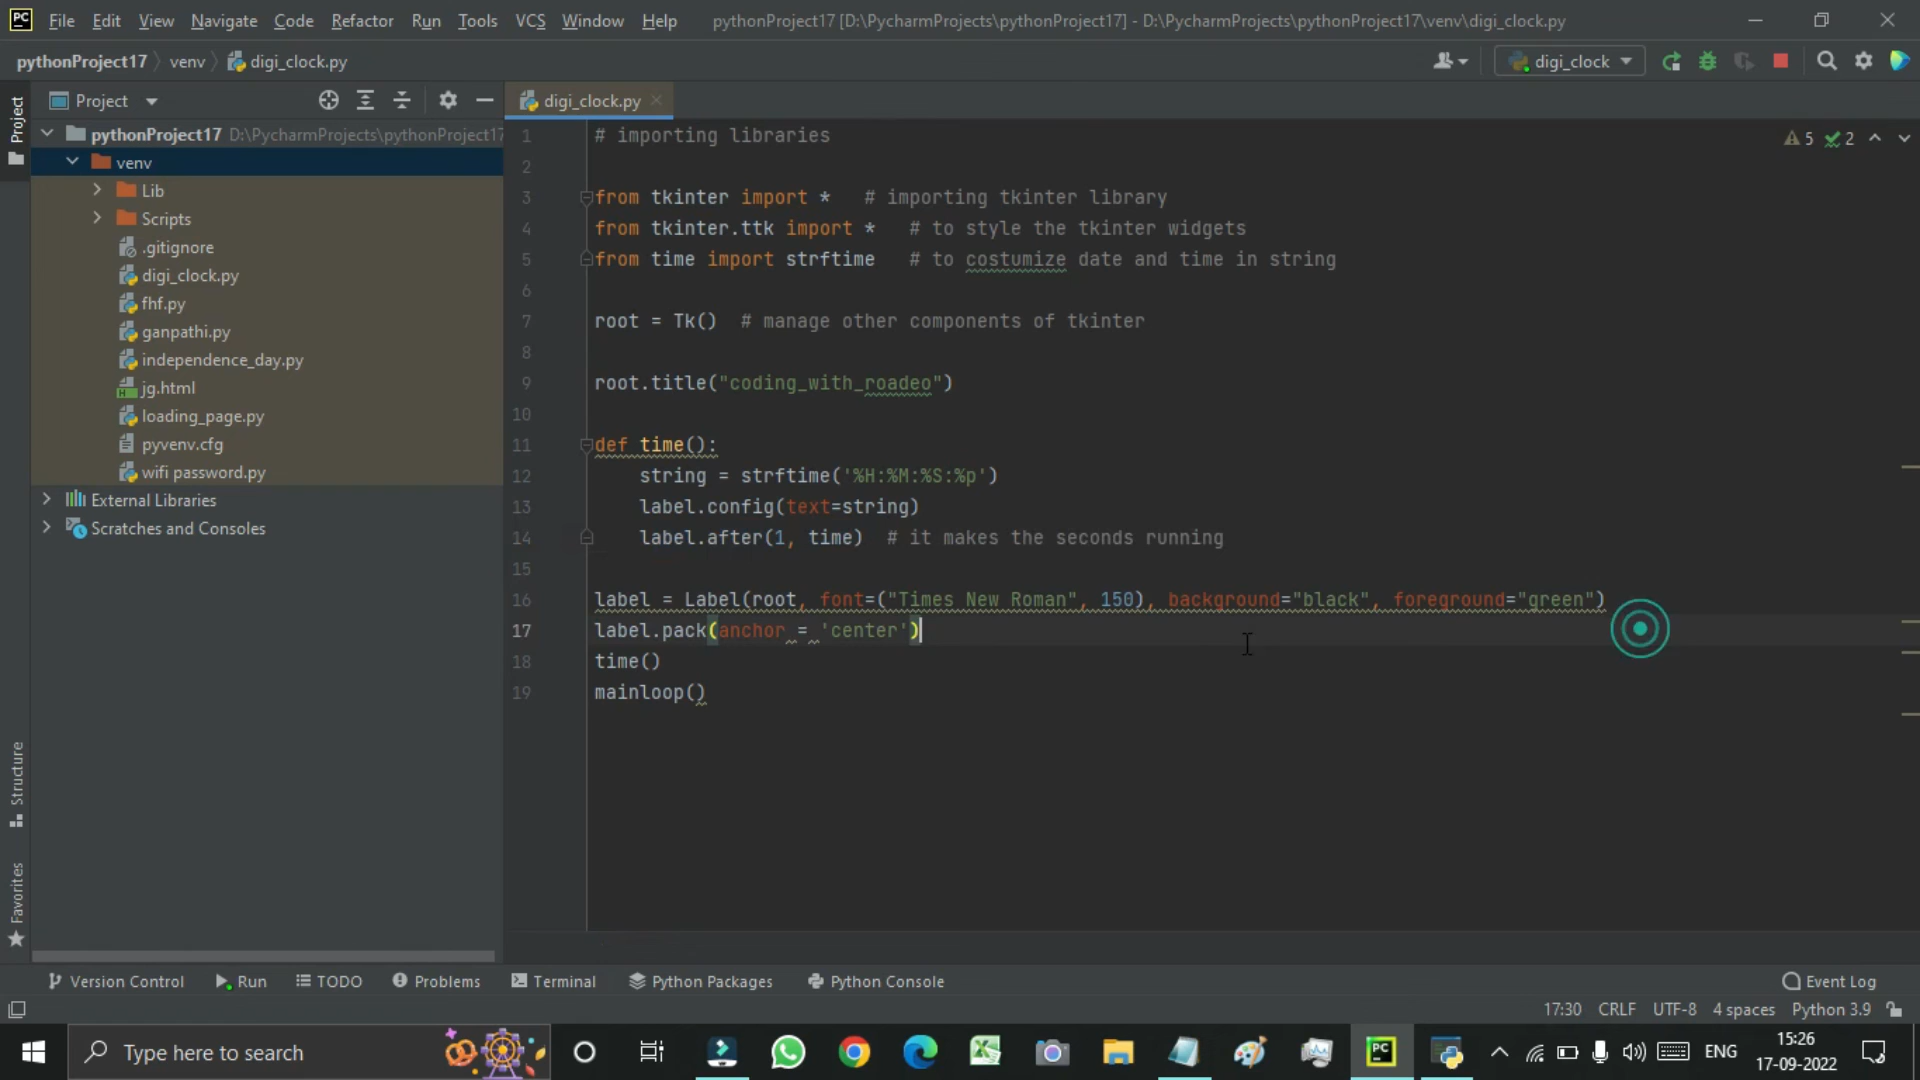 PC File Edit View Navigate Code Refactor Run Tools VCS Window Help pythonProject17 [D:\PycharmProjects\pythonProject17] - D:\PycharmProjects\pythonProject17\venv\digi_clock.py
pythonProject17 venv digi_clock.py digi_clock
Project
Project
digi_clock.py
pythonProject17 D:\PycharmProjects\pythonProject17
venv
Lib
Scripts
.gitignore
digi_clock.py
fhf.py
ganpathi.py
independence_day.py
jg.html
loading_page.py
pyvenv.cfg
wifi password.py
External Libraries
Scratches and Consoles
5 2
1 # importing libraries
2
3 from tkinter import * # importing tkinter library
4 from tkinter.ttk import * # to style the tkinter widgets
5 from time import strftime # to costumize date and time in string
6
7 root = Tk() # manage other components of tkinter
8
9 root.title("coding_with_roadeo")
10
11 def time():
12 string = strftime('%H:%M:%S:%p')
13 label.config(text=string)
14 label.after(1, time) # it makes the seconds running
15
16 label = Label(root, font=("Times New Roman", 150), background="black", foreground="green")
17 label.pack(anchor = 'center')
18 time()
19 mainloop()
Structure
Favorites
Version Control Run TODO Problems Terminal Python Packages Python Console Event Log
17:30 CRLF UTF-8 4 spaces Python 3.9
Type here to search
PC
ENG
15:26
17-09-2022